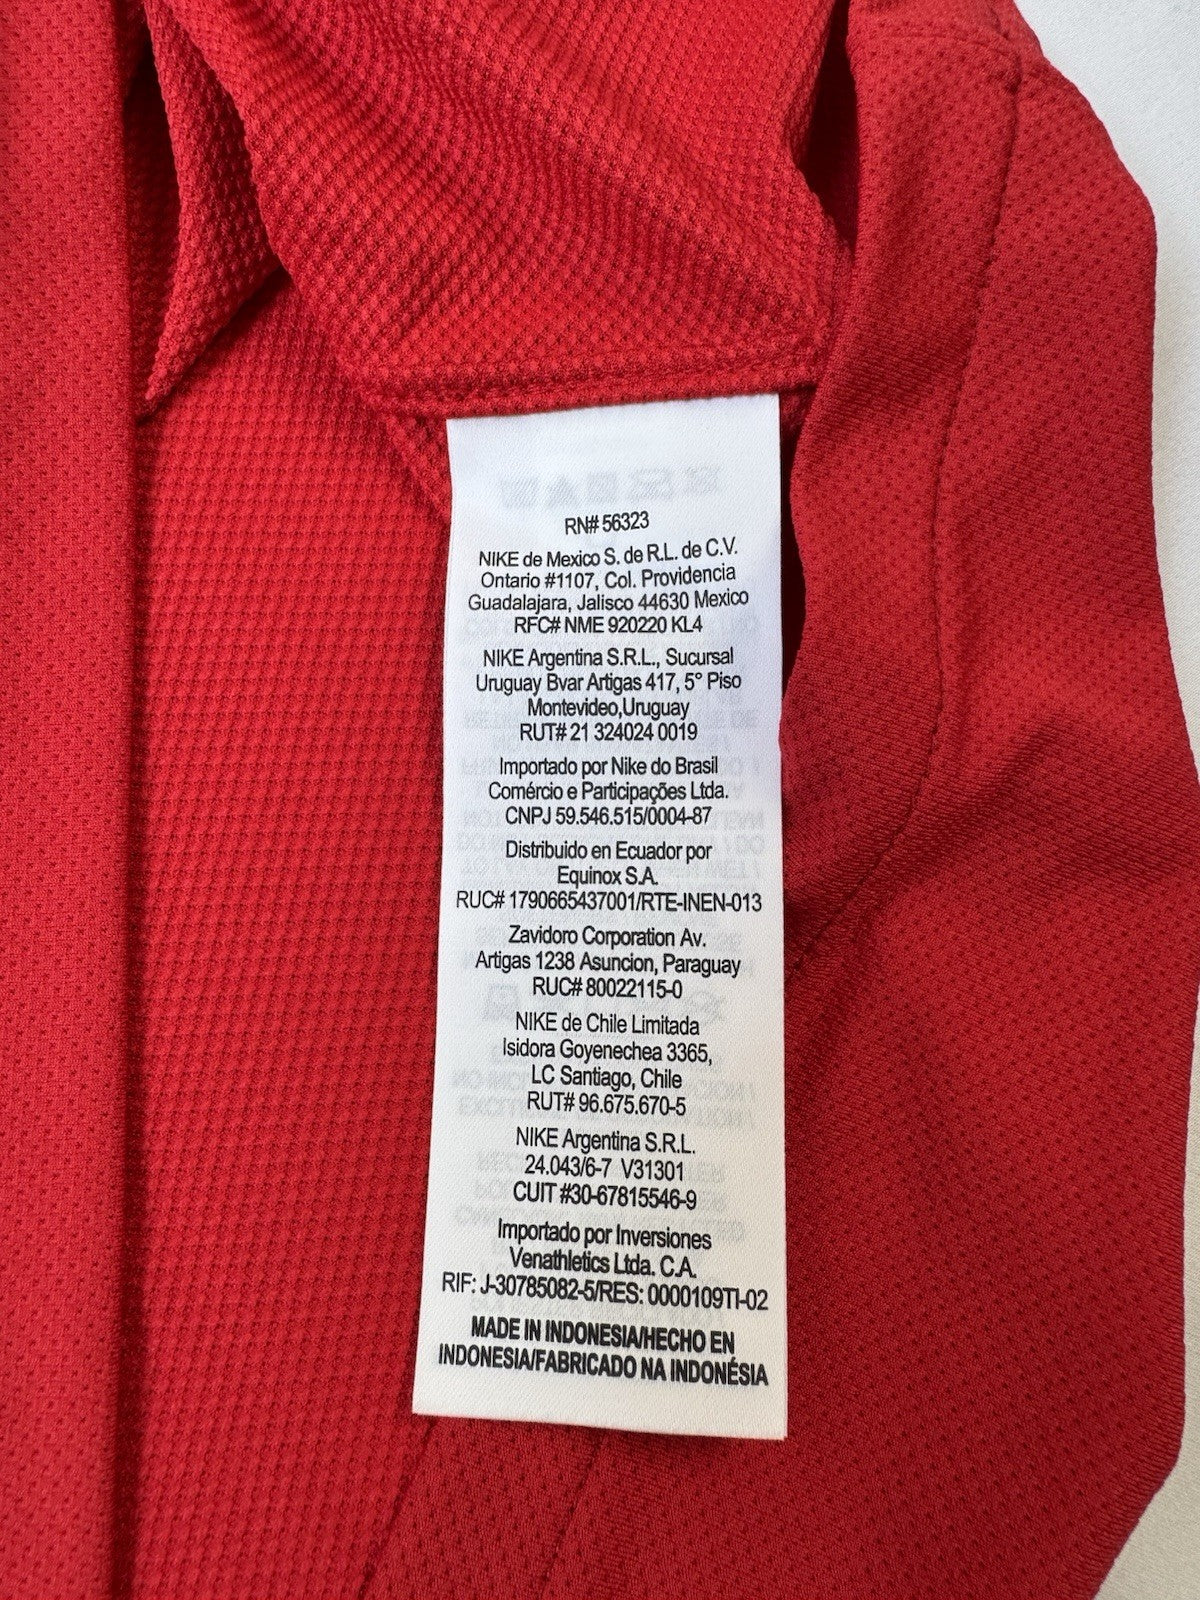 RN# 56323
NIKE de Mexico S. de R.L. de C.V.
Ontario #1107, Col. Providencia
Guadalajara, Jalisco 44630 Mexico
RFC# NME 920220 KL4
NIKE Argentina S.R.L., Sucursal
Uruguay Bvar Artigas 417, 5° Piso
Montevideo,Uruguay
RUT# 21 324024 0019
Importado por Nike do Brasil
Comércio e Participações Ltda.
CNPJ 59.546.515/0004-87
Distribuido en Ecuador por
Equinox S.A.
RUC# 1790665437001/RTE-INEN-013
Zavidoro Corporation Av.
Artigas 1238 Asuncion, Paraguay
RUC# 80022115-0
NIKE de Chile Limitada
Isidora Goyenechea 3365,
LC Santiago, Chile
RUT# 96.675.670-5
NIKE Argentina S.R.L.
24.043/6-7 V31301
CUIT #30-67815546-9
Importado por Inversiones
Venathletics Ltda. C.A.
RIF: J-30785082-5/RES: 0000109TI-02
MADE IN INDONESIA/HECHO EN
INDONESIA/FABRICADO NA INDONÉSIA